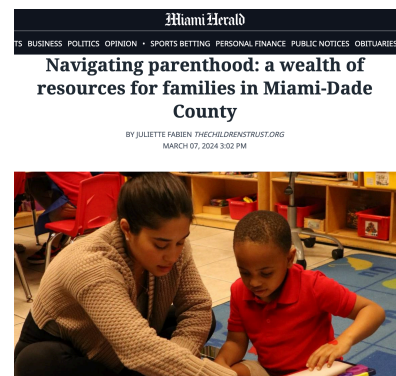 Miami Herald
TS BUSINESS POLITICS OPINION • SPORTS BETTING PERSONAL FINANCE PUBLIC NOTICES OBITUARIES
Navigating parenthood: a wealth of
resources for families in Miami-Dade
County
BY JULIETTE FABIEN THECHILDRENSTRUST.ORG
MARCH 07, 2024 3:02 PM